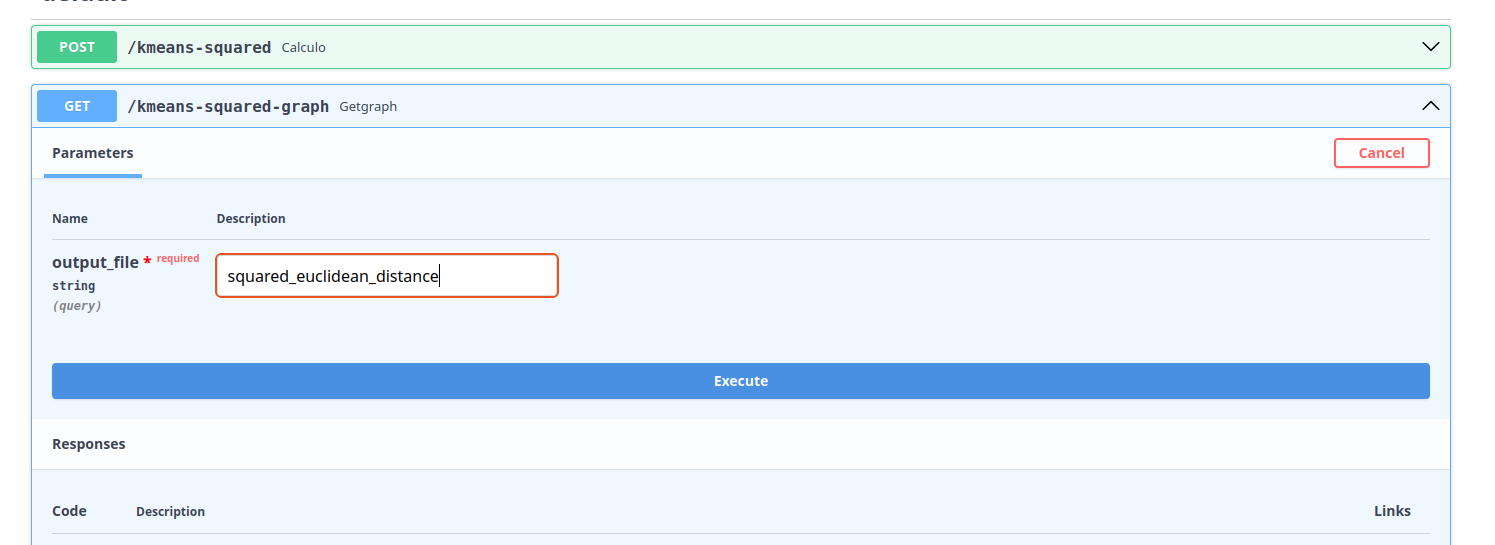 default
POST /kmeans-squared Calculo
GET /kmeans-squared-graph Getgraph
Parameters
Cancel
Name Description
output_file * required
squared_euclidean_distance
string
(query)
Execute
Responses
Code Description Links